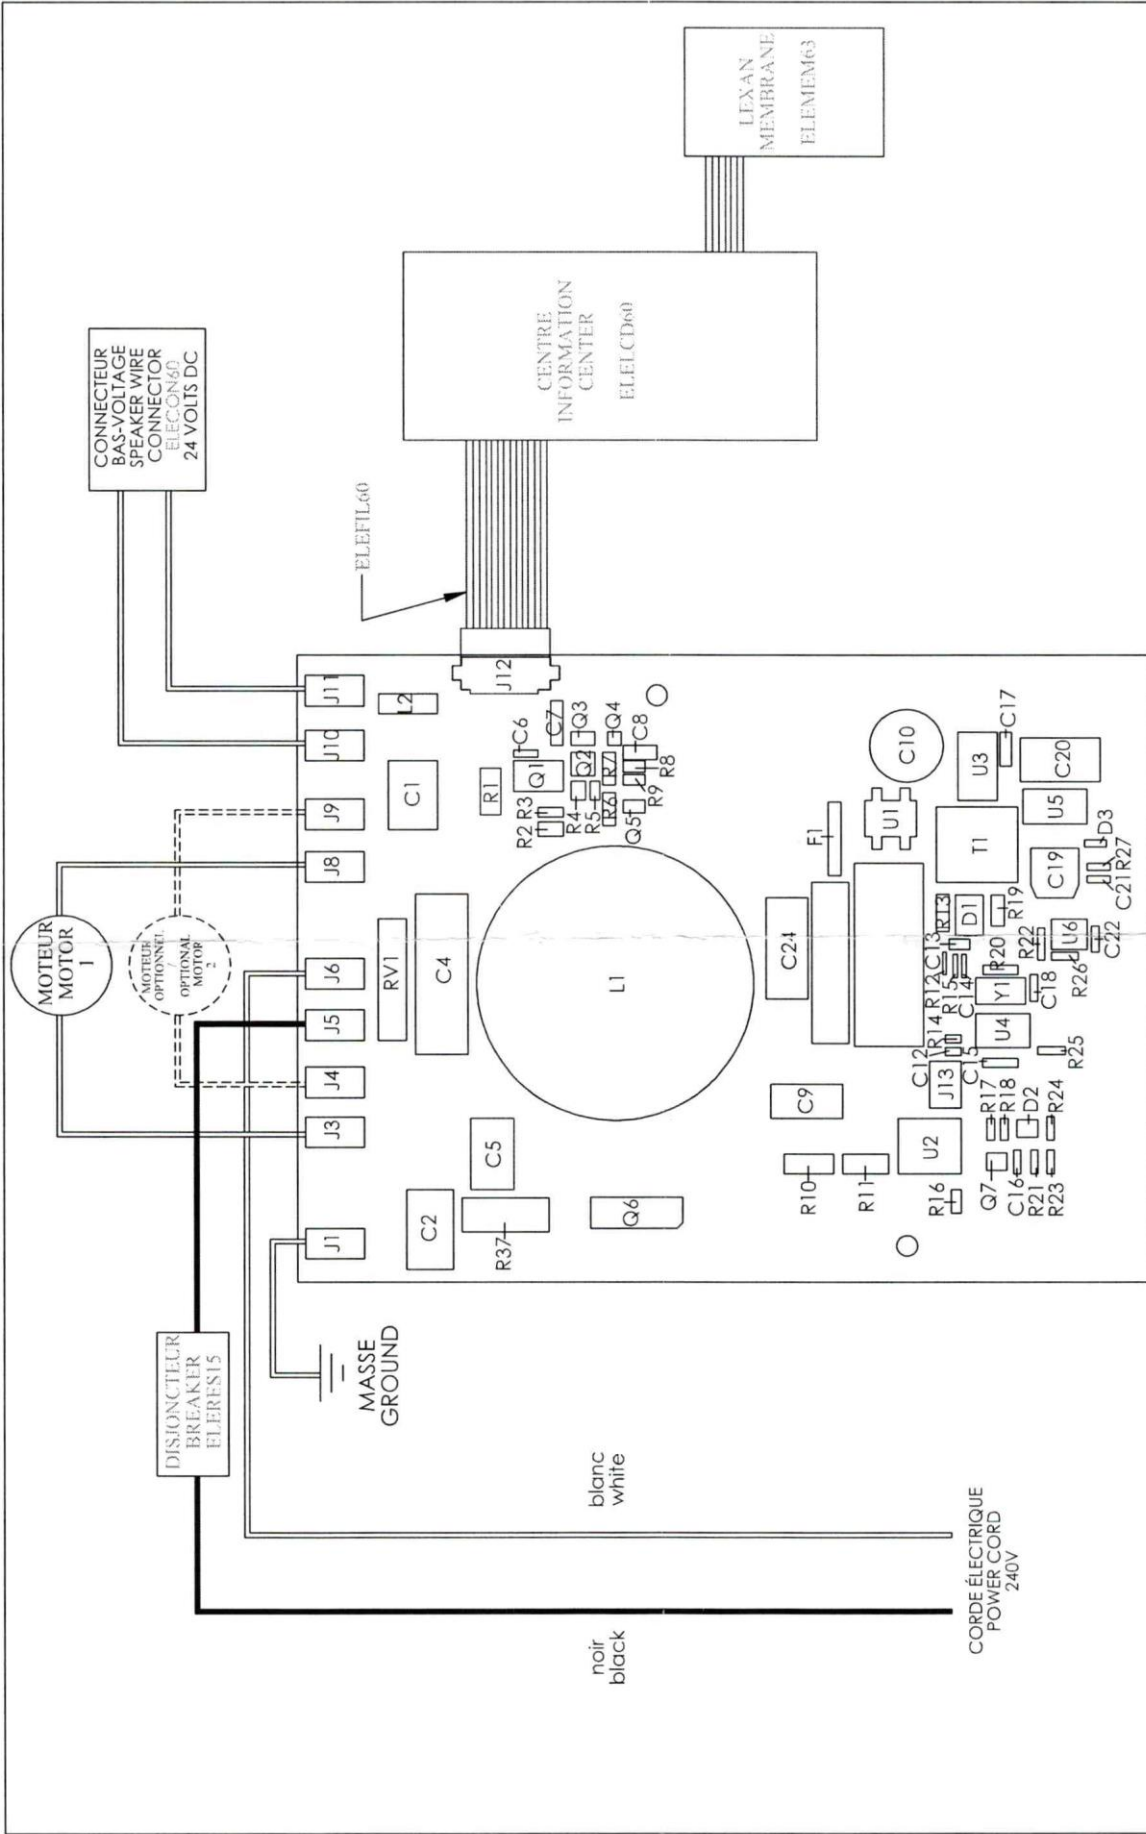 LEXAN
MEMBRANE
ELEMEM63
CENTRE
INFORMATION
CENTER
ELELCD60
CONNECTEUR
BAS-VOLTAGE
SPEAKER WIRE
CONNECTOR
ELECON60
24 VOLTS DC
ELEFIL60
MOTEUR
MOTOR
1
MOTEUR
OPTIONNEL
/
OPTIONAL
MOTOR
2
DISJONCTEUR
BREAKER
ELERES15
MASSE
GROUND
blanc
white
noir
black
CORDE ÉLECTRIQUE
POWER CORD
240V
J1
J3
J4
J5
J6
J8
J9
J10
J11
J12
L2
C1
RV1
C4
C2
R37
C5
Q6
L1
R1
R2
R3
Q1
C6
C7
R4
Q2
Q3
R5
R6
R7
Q4
Q5
R9
R8
C8
F1
C24
C9
R10
R11
U1
C10
U2
R16
J13
C12
R14
C15
R12
R15
C14
C13
R13
D1
T1
U3
C17
R19
R20
Y1
U4
C18
R17
R18
Q7
C16
D2
R21
R23
R24
R25
R22
U6
R26
C22
C19
U5
C20
D3
C21
R27